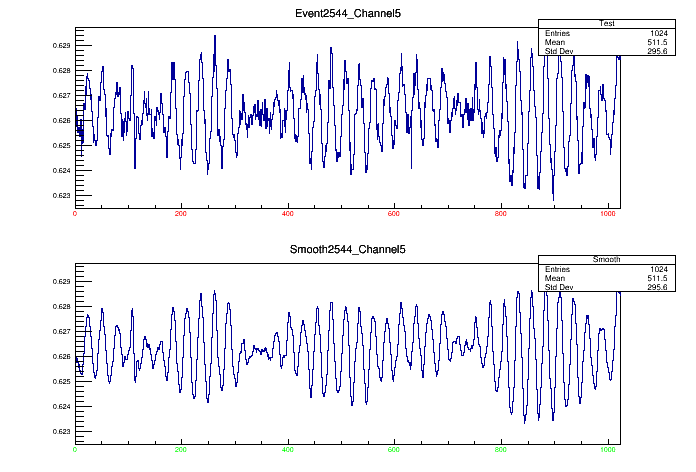 Event2544_Channel5
Test
Entries 1024
Mean 511.5
Std Dev 295.6
0.629
0.628
0.627
0.626
0.625
0.624
0.623
0 200 400 600 800 1000
Smooth2544_Channel5
Smooth
Entries 1024
Mean 511.5
Std Dev 295.6
0.629
0.628
0.627
0.626
0.625
0.624
0.623
0 200 400 600 800 1000